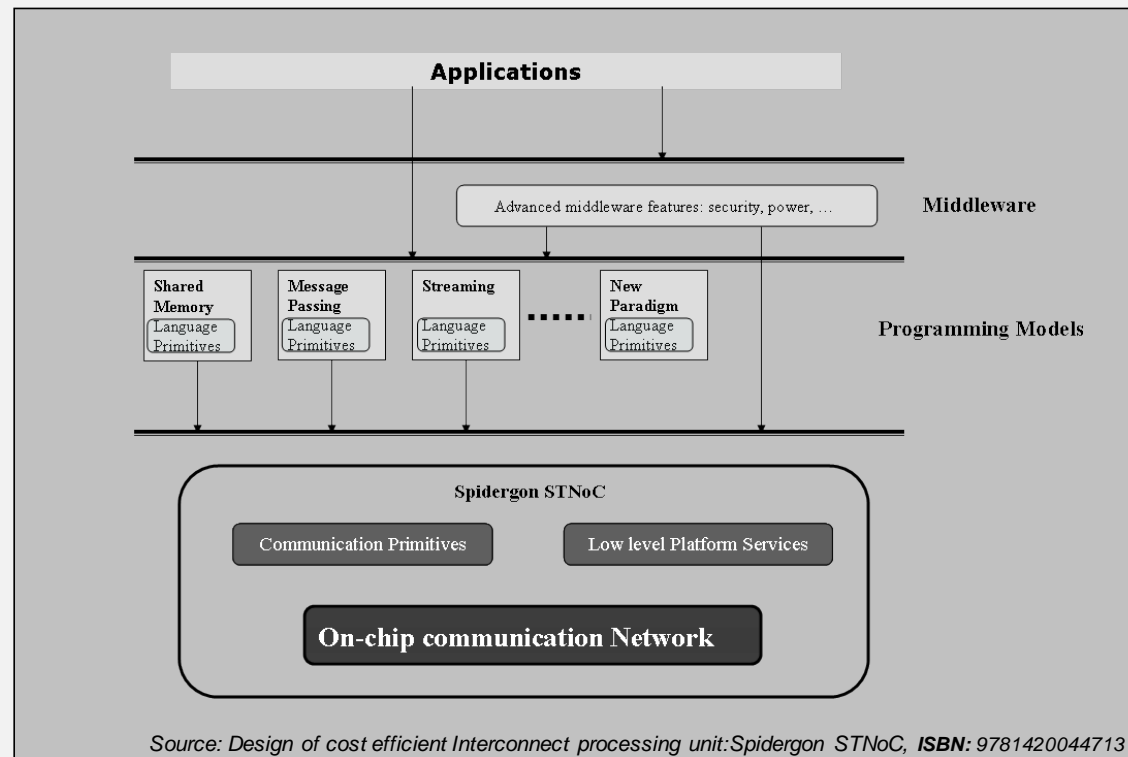 Applications
Advanced middleware features: security, power, ...
Middleware
Shared
Memory
Language
Primitives
Message
Passing
Language
Primitives
Streaming
Language
Primitives
New
Paradigm
Language
Primitives
Programming Models
Spidergon STNoC
Communication Primitives
Low level Platform Services
On-chip communication Network
Source: Design of cost efficient Interconnect processing unit:Spidergon STNoC, ISBN: 9781420044713